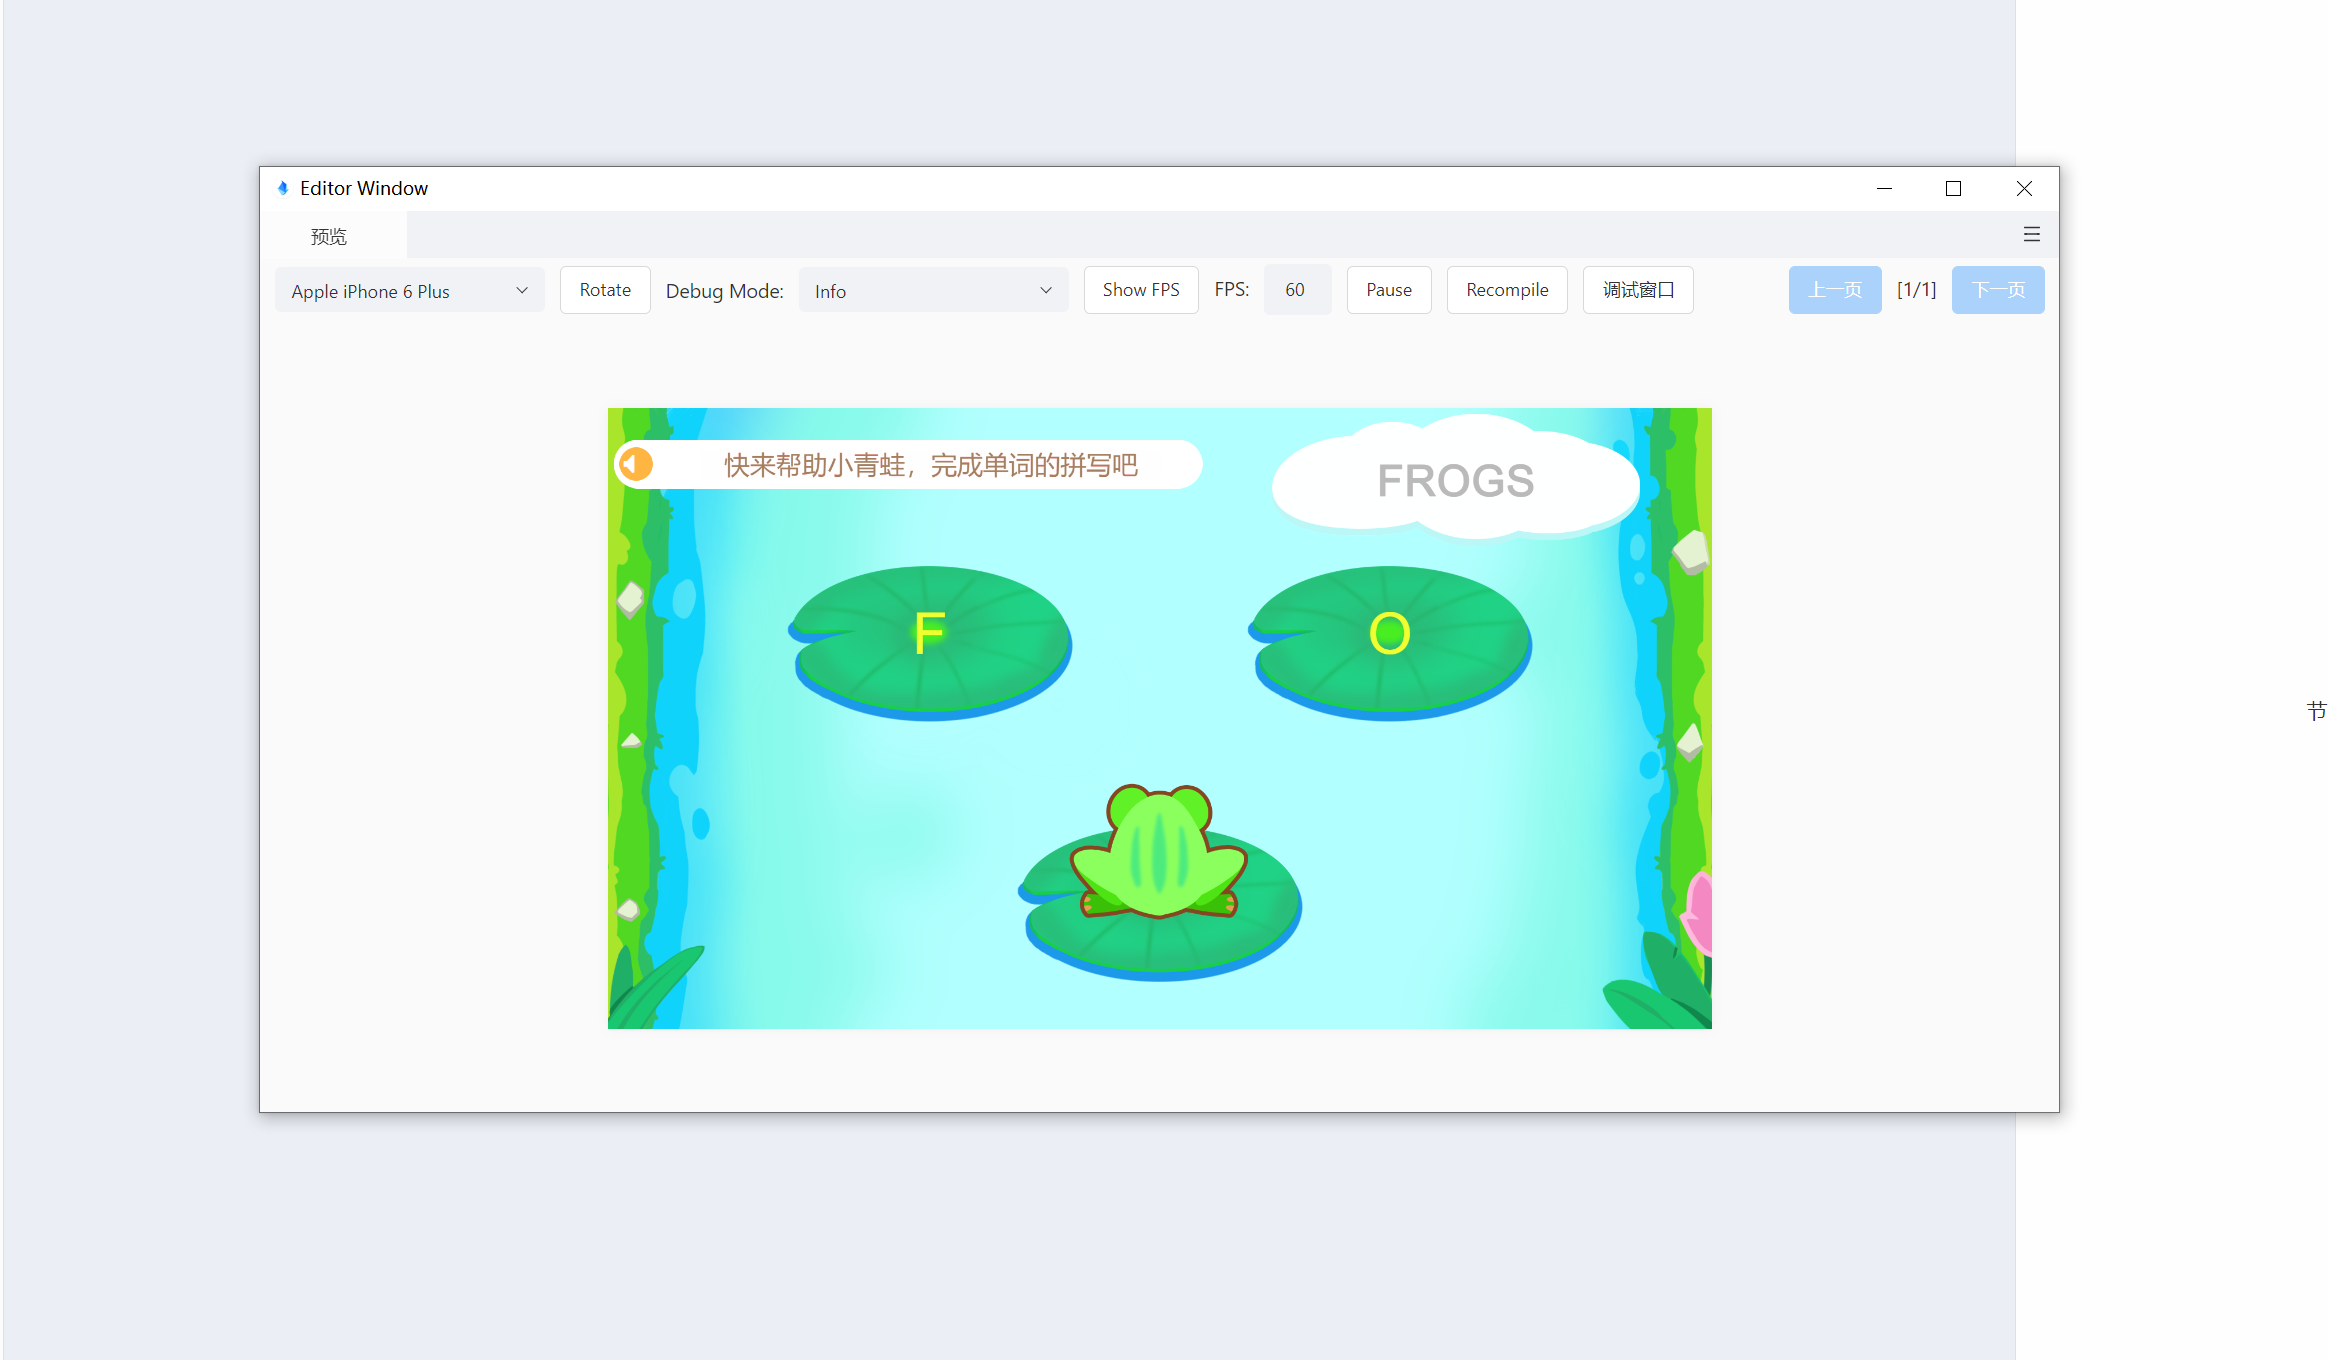 Editor Window
预览
Apple iPhone 6 Plus Rotate Debug Mode: Info Show FPS FPS: 60 Pause Recompile 调试窗口 上一页 [1/1] 下一页
快来帮助小青蛙，完成单词的拼写吧
FROGS
F O
节